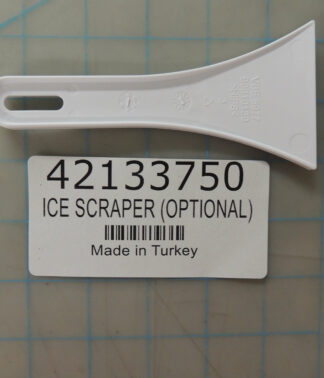 42133750
ICE SCRAPER (OPTIONAL)
Made in Turkey